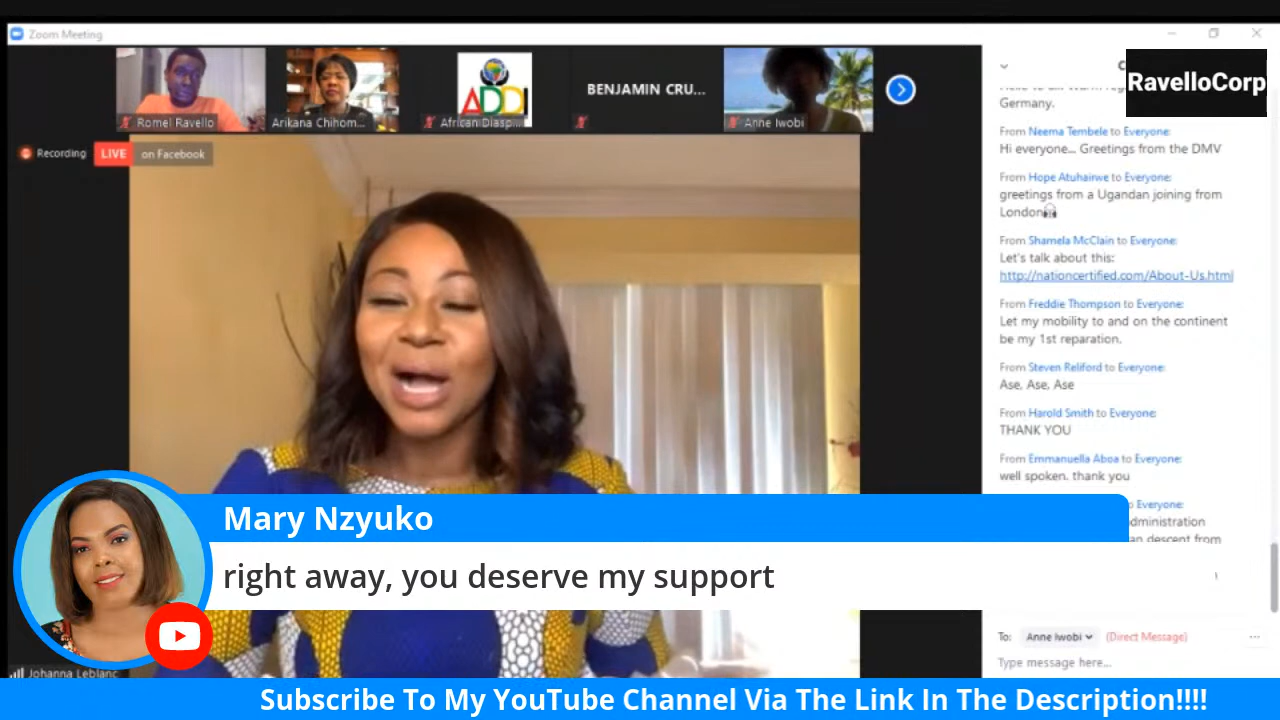 Zoom Meeting
Romel Ravello
Arikana Chihom...
African Diasp...
ADDI
BENJAMIN CRU...
Anne Iwobi
RavelloCorp
Recording
LIVE on Facebook
Germany.
From Neema Tembele to Everyone:
Hi everyone... Greetings from the DMV
From Hope Atuhairwe to Everyone:
greetings from a Ugandan joining from
London
From Shamela McClain to Everyone:
Let's talk about this:
http://nationcertified.com/About-Us.html
From Freddie Thompson to Everyone:
Let my mobility to and on the continent
be my 1st reparation.
From Steven Reliford to Everyone:
Ase, Ase, Ase
From Harold Smith to Everyone:
THANK YOU
From Emmanuella Aboa to Everyone:
well spoken. thank you
Everyone:
descent from
Mary Nzyuko
right away, you deserve my support
To: Anne Iwobi (Direct Message) ...
Type message here...
Johanna Leblanc
Subscribe To My YouTube Channel Via The Link In The Description!!!!